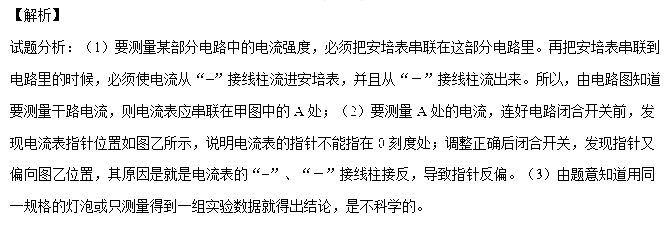 【解析】
试题分析：（1）要测量某部分电路中的电流强度，必须把安培表串联在这部分电路里。再把安培表串联到
电路里的时候，必须使电流从“–”接线柱流进安培表，并且从“－”接线柱流出来。所以，由电路图知道
要测量干路电流，则电流表应串联在甲图中的 A 处；（2）要测量 A 处的电流，连好电路闭合开关前，发
现电流表指针位置如图乙所示，说明电流表的指针不能指在 0 刻度处；调整正确后闭合开关，发现指针又
偏向图乙位置，其原因是就是电流表的“–”、“－”接线柱接反，导致指针反偏。（3）由题意知道用同
一规格的灯泡或只测量得到一组实验数据就得出结论，是不科学的。